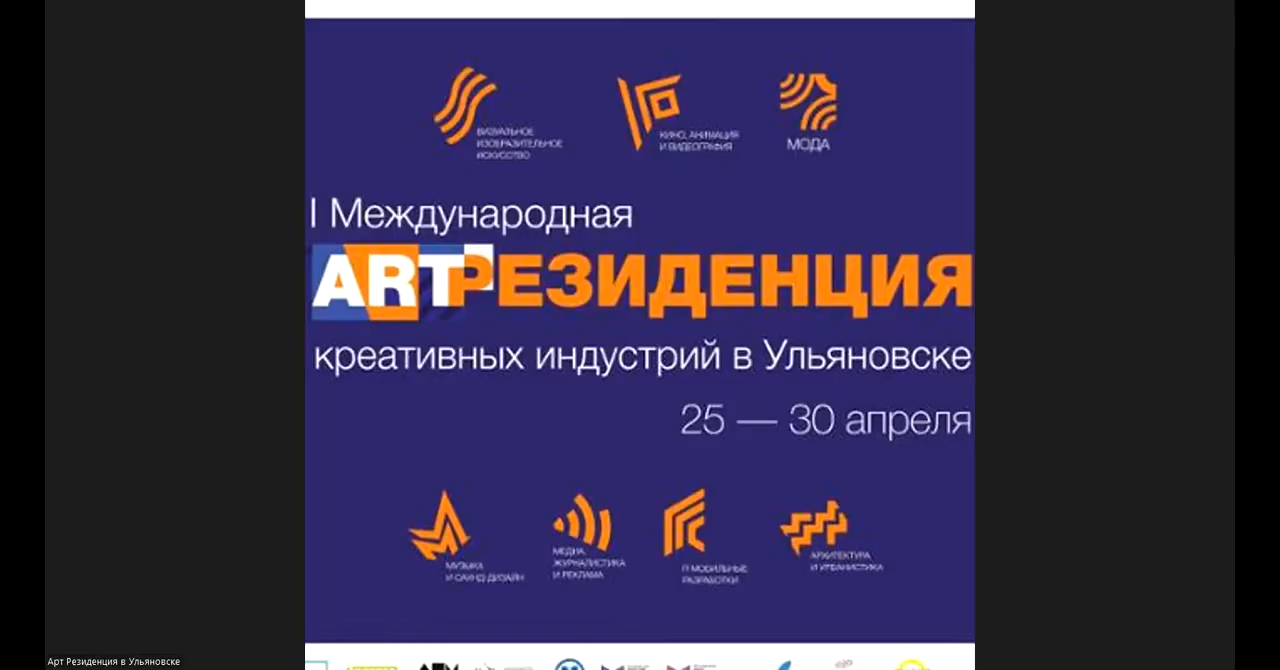 ВИЗУАЛЬНОЕ
ИЗОБРАЗИТЕЛЬНОЕ
ИСКУССТВО
КИНО, АНИМАЦИЯ
И ВИДЕОГРАФИЯ
МОДА
I Международная
ARTРЕЗИДЕНЦИЯ
креативных индустрий в Ульяновске
25 — 30 апреля
МУЗЫКА
И САУНД-ДИЗАЙН
МЕДИА,
ЖУРНАЛИСТИКА
И РЕКЛАМА
IT-МОБИЛЬНЫЕ
РАЗРАБОТКИ
АРХИТЕКТУРА
И УРБАНИСТИКА
Арт Резиденция в Ульяновске